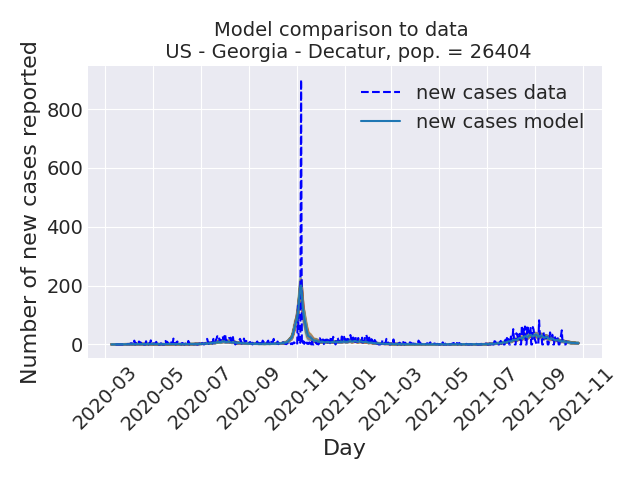 Model comparison to data
US - Georgia - Decatur, pop. = 26404
new cases data
new cases model
Number of new cases reported
800
600
400
200
0
2020-03
2020-05
2020-07
2020-09
2020-11
2021-01
2021-03
2021-05
2021-07
2021-09
2021-11
Day